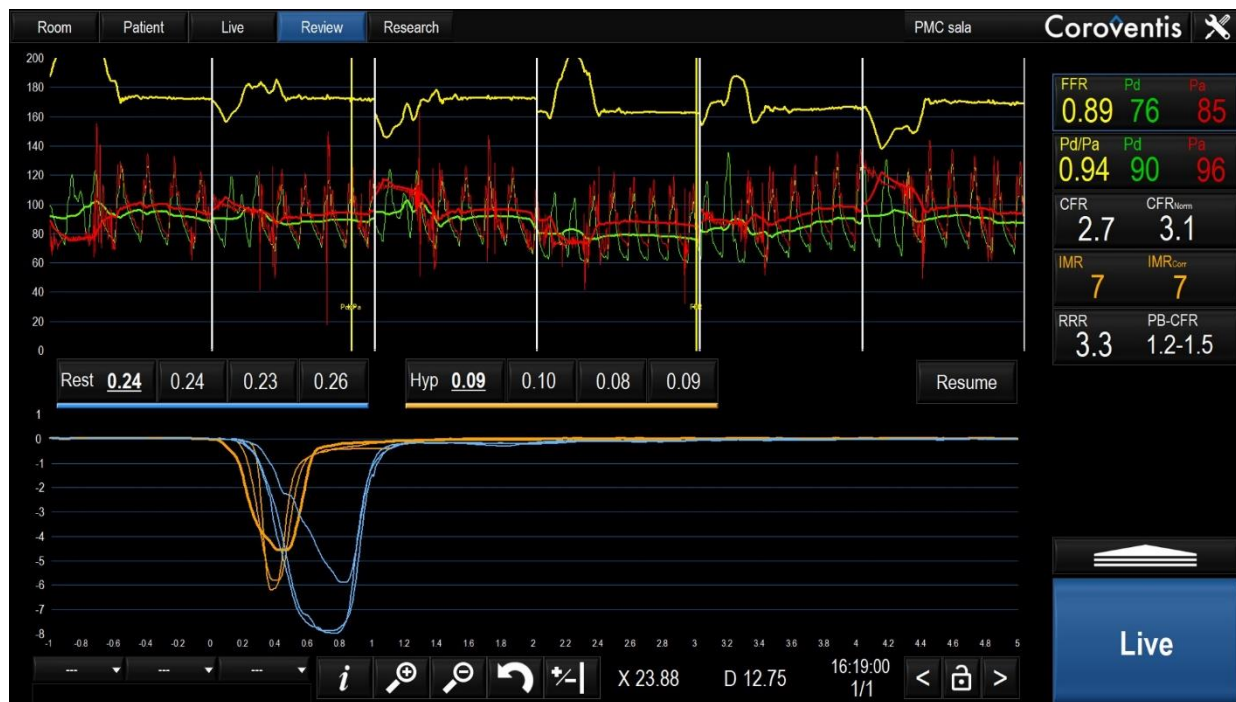 Room Patient Live Review Research PMC sala Coroventis
200
180
160
140
120
100
80
60
40
20
0
Pd/Pa
FFR Pd Pa
0.89 76 85
Pd/Pa Pd Pa
0.94 90 96
CFR CFRNorm
2.7 3.1
IMR IMRCorr
7 7
RRR PB-CFR
3.3 1.2-1.5
Rest 0.24 0.24 0.23 0.26 Hyp 0.09 0.10 0.08 0.09 Resume
1
0
-1
-2
-3
-4
-5
-6
-7
-8
-1 -0.8 -0.6 -0.4 -0.2 0 0.2 0.4 0.6 0.8 1 1.2 1.4 1.6 1.8 2 2.2 2.4 2.6 2.8 3 3.2 3.4 3.6 3.8 4 4.2 4.4 4.6 4.8 5
--- --- --- i X 23.88 D 12.75 16:19:00 < >
1/1
Live